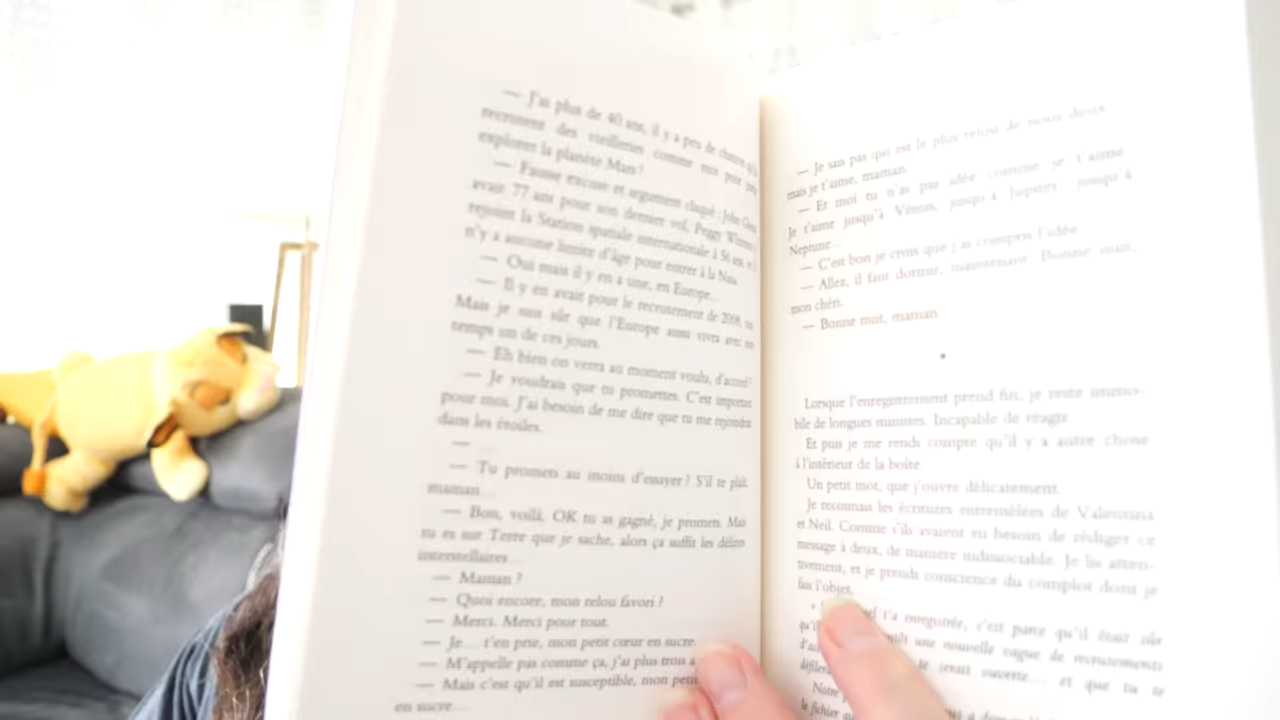 — J'ai plus de 40 ans, il y a peu de chance qu'il
recrutent des vieilleries comme moi pour
explorer la planète Mars !
— Fausse excuse et argument claqué : John Glenn
avait 77 ans pour son dernier vol, Peggy Whitson
rejoint la Station spatiale internationale à 56 ans et
n'y a aucune limite d'âge pour entrer à la Nasa.
— Oui mais il y en a une, en Europe...
— Il y en avait pour le recrutement de 2008,
Mais je suis sûr que l'Europe aussi vivra avec son
temps un de ces jours.
— Eh bien on verra au moment voulu, d'accord ?
— Je voudrais que tu promettes. C'est important
pour moi. J'ai besoin de me dire que tu me rejoindras
dans les étoiles.
— ...
— Tu promets au moins d'essayer ? S'il te plaît,
maman...
— Bon, voilà, OK tu as gagné, je promets. Mais
tu es sur Terre que je sache, alors ça suffit les délires
interstellaires...
— Maman ?
— Quoi encore, mon relou favori ?
— Merci. Merci pour tout.
— Je... t'en prie, mon petit cœur en sucre.
— M'appelle pas comme ça, j'ai plus trois a
— Mais c'est qu'il est susceptible, mon petit
en sucre...
— Je sais pas qui est le plus relou de nous deux
mais je t'aime, maman.
— Et moi tu n'as pas idée comme je t'aime
Je t'aime jusqu'à Vénus, jusqu'à Jupiter, jusqu'à
Neptune...
— C'est bon je crois que j'ai compris l'idée.
— Allez, il faut dormir, maintenant. Bonne nuit,
mon chéri.
— Bonne nuit, maman.
•
Lorsque l'enregistrement prend fin, je reste immo-
bile de longues minutes. Incapable de réagir.
Et puis je me rends compte qu'il y a autre chose
à l'intérieur de la boîte.
Un petit mot, que j'ouvre délicatement.
Je reconnais les écritures entremêlées de Valentina
et Neil. Comme s'ils avaient eu besoin de rédiger ce
message à deux, de manière indissociable. Je lis atten-
tivement, et je prends conscience du complot dont je
fais l'objet.
t'a enregistrée, c'est parce qu'il était sûr
qu'il une nouvelle vague de recrutements
te serait ouverte... et que tu te
défiler
Notre
le fichier